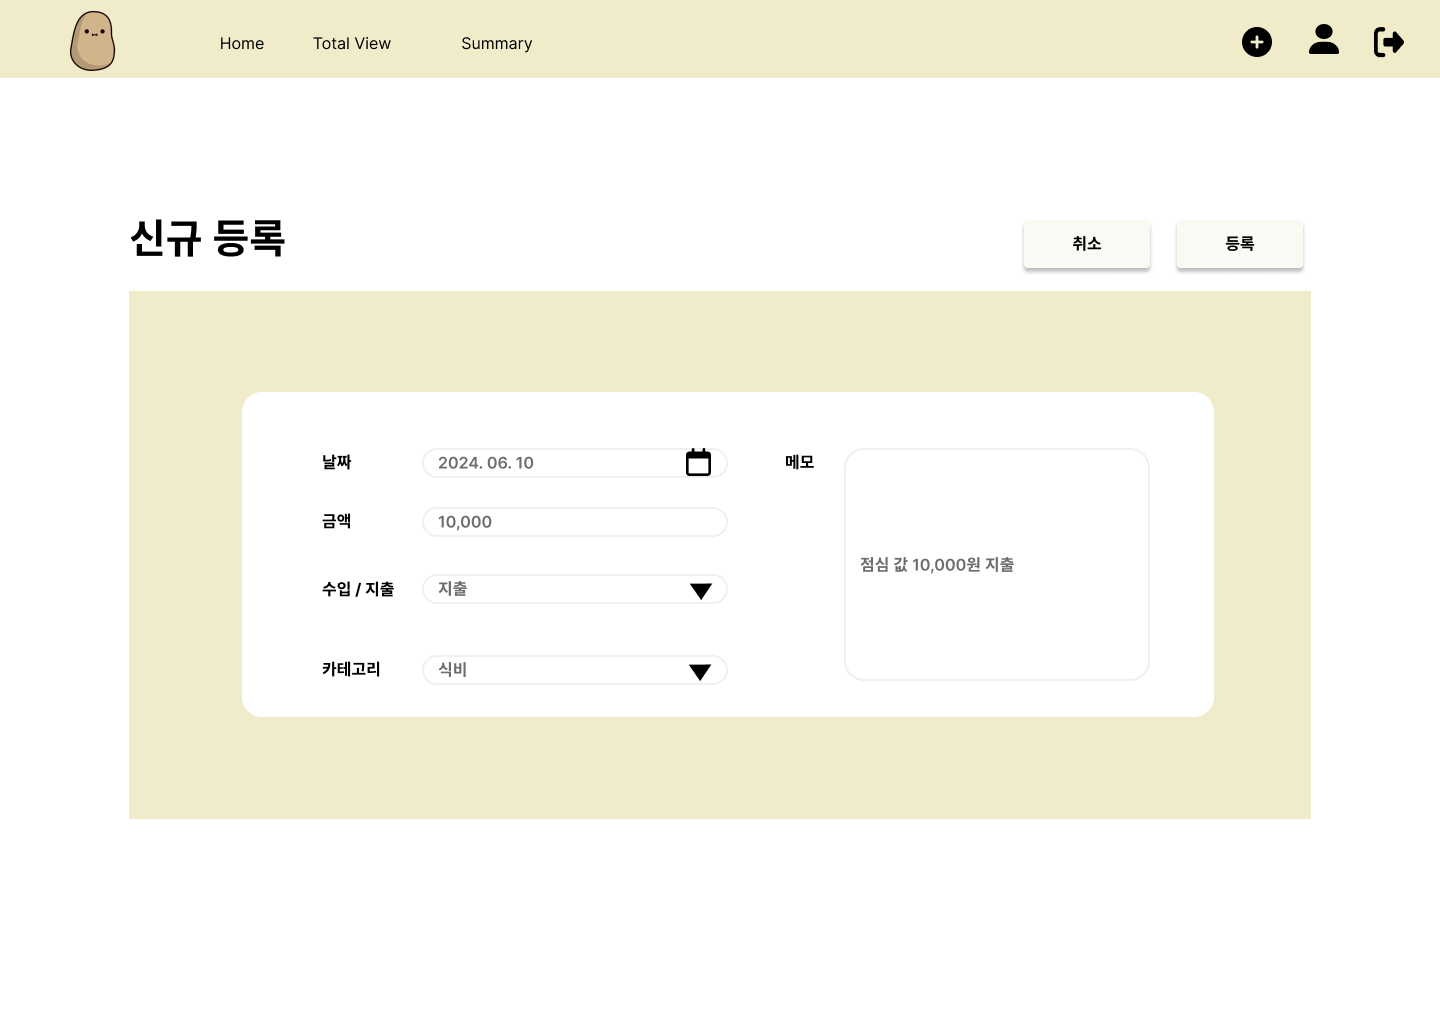 Home Total View Summary
신규 등록
취소 등록
날짜 2024. 06. 10
금액 10,000
수입 / 지출 지출
카테고리 식비
메모
점심 값 10,000원 지출